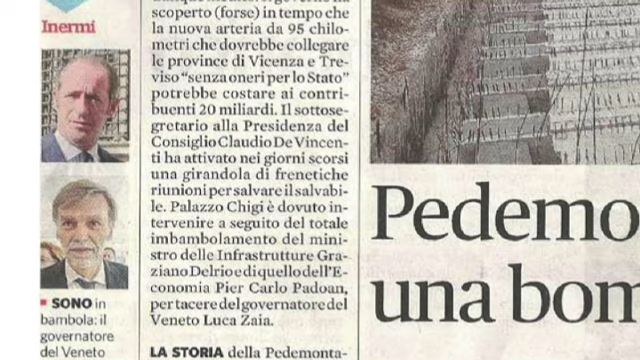 Inermi
SONO in
bambola: il
governatore
del Veneto
scoperto (forse) in tempo che
la nuova arteria da 95 chilo-
metri che dovrebbe collegare
le province di Vicenza e Tre-
viso “senza oneri per lo Stato”
potrebbe costare ai contri-
buenti 20 miliardi. Il sottose-
gretario alla Presidenza del
Consiglio Claudio De Vincen-
ti ha attivato nei giorni scorsi
una girandola di frenetiche
riunioni per salvare il salvabi-
le. Palazzo Chigi è dovuto in-
tervenire a seguito del totale
imbambolamento del mini-
stro delle Infrastrutture Gra-
ziano Delrio e di quello dell'E-
conomia Pier Carlo Padoan,
per tacere del governatore del
Veneto Luca Zaia.
LA STORIA della Pedemonta-
Pedemo
una bom